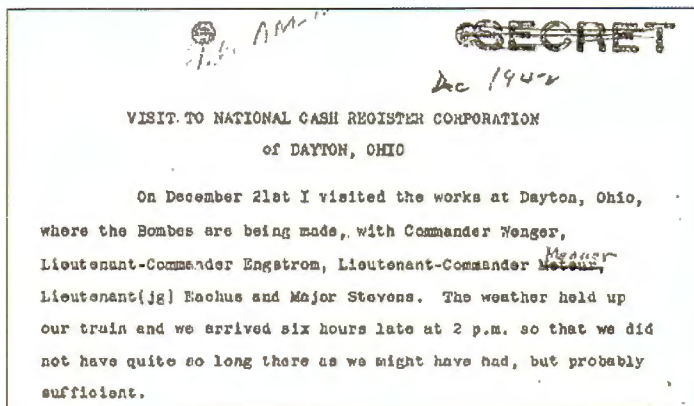 SECRET
Dec 1942
VISIT TO NATIONAL CASH REGISTER CORPORATION
of DAYTON, OHIO
On December 21st I visited the works at Dayton, Ohio,
where the Bombes are being made, with Commander Wenger,
Meader
Lieutenant-Commander Engstrom, Lieutenant-Commander
Lieutenant(jg) Eachus and Major Stevens. The weather held up
our train and we arrived six hours late at 2 p.m. so that we did
not have quite so long there as we might have had, but probably
sufficient.